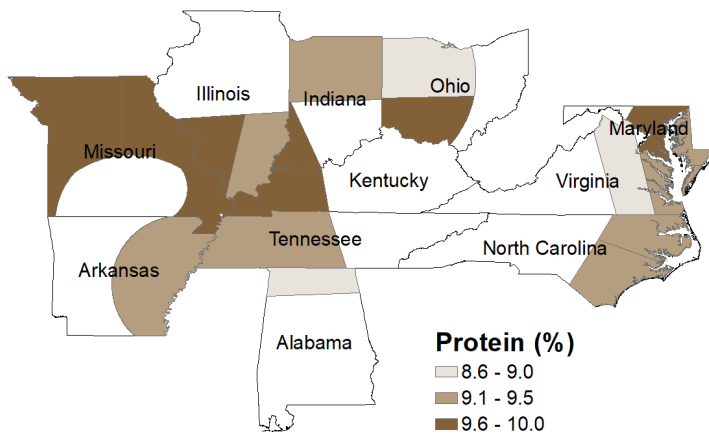 Illinois
Indiana
Ohio
Missouri
Maryland
Kentucky
Virginia
Tennessee
North Carolina
Arkansas
Alabama
Protein (%)
8.6 - 9.0
9.1 - 9.5
9.6 - 10.0